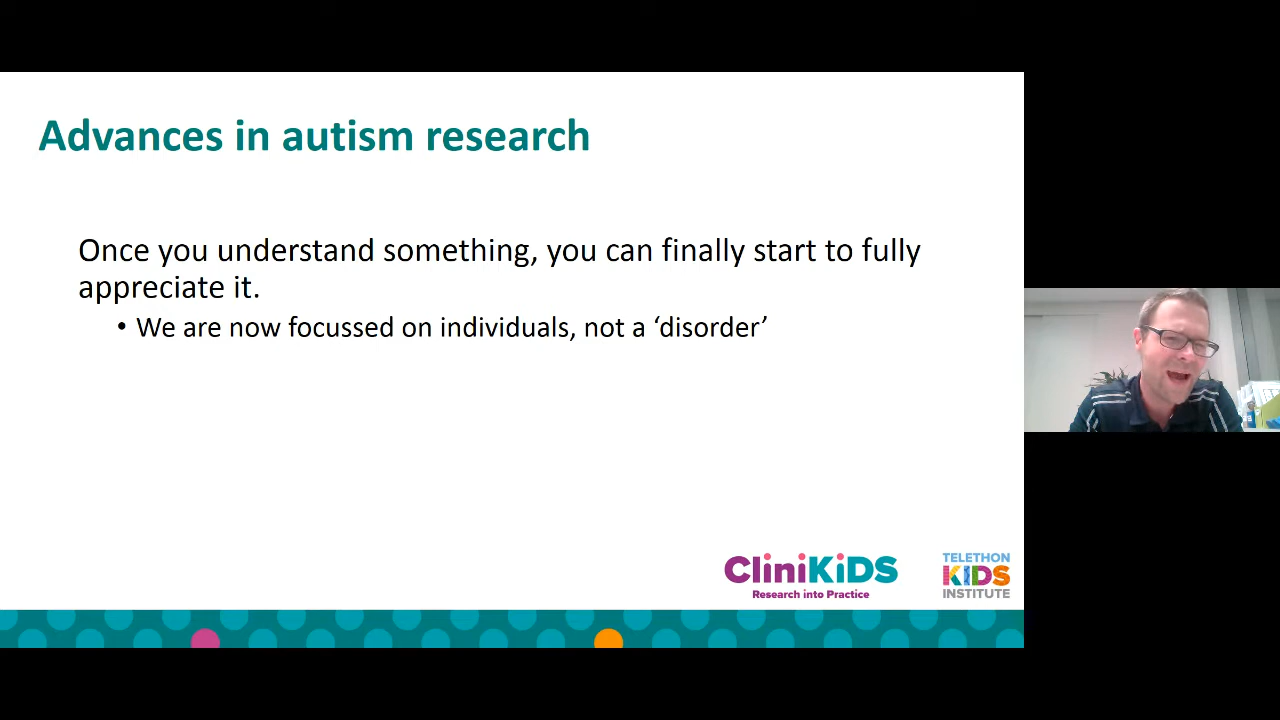 Advances in autism research
Once you understand something, you can finally start to fully
appreciate it.
• We are now focussed on individuals, not a ‘disorder’
CliniKiDS
Research into Practice
TELETHON
KIDS
INSTITUTE